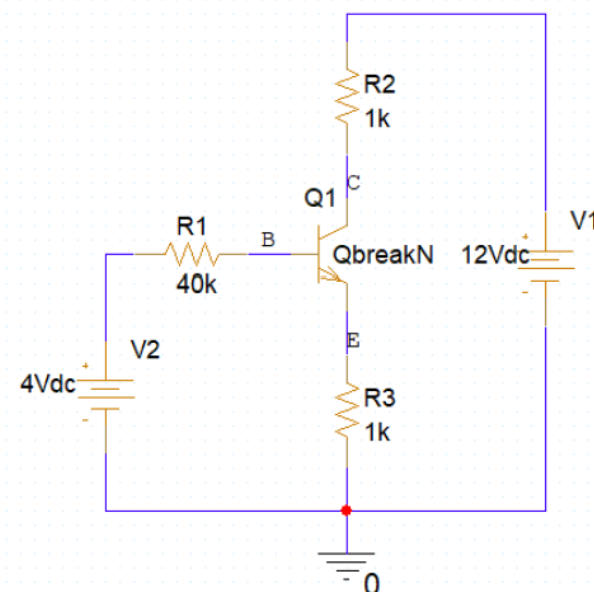 R2
1k
C
Q1
R1
B
QbreakN
40k
V1
12Vdc
+
-
V2
4Vdc
+
-
E
R3
1k
0